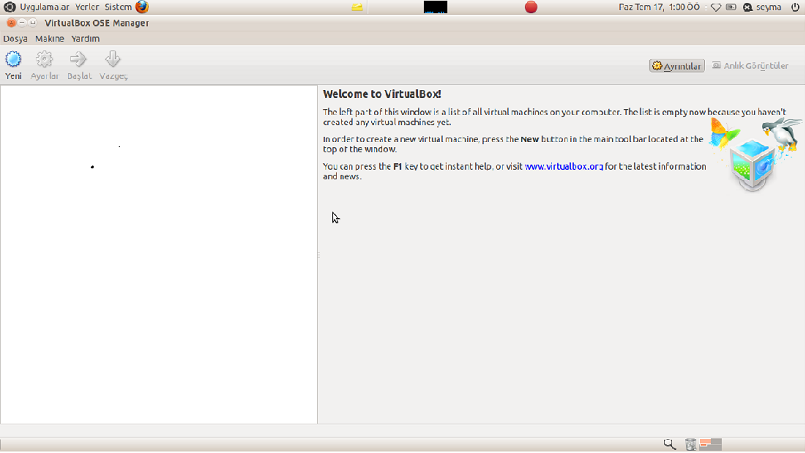 Uygulamalar Yerler Sistem Paz Tem 17, 1:00 ÖÖ seyma
VirtualBox OSE Manager
Dosya Makine Yardım
Yeni Ayarlar Başlat Vazgeç Ayrıntılar Anlık Görüntüler
Welcome to VirtualBox!
The left part of this window is a list of all virtual machines on your computer. The list is empty now because you haven't
created any virtual machines yet.
In order to create a new virtual machine, press the New button in the main tool bar located at the
top of the window.
You can press the F1 key to get instant help, or visit www.virtualbox.org for the latest information
and news.